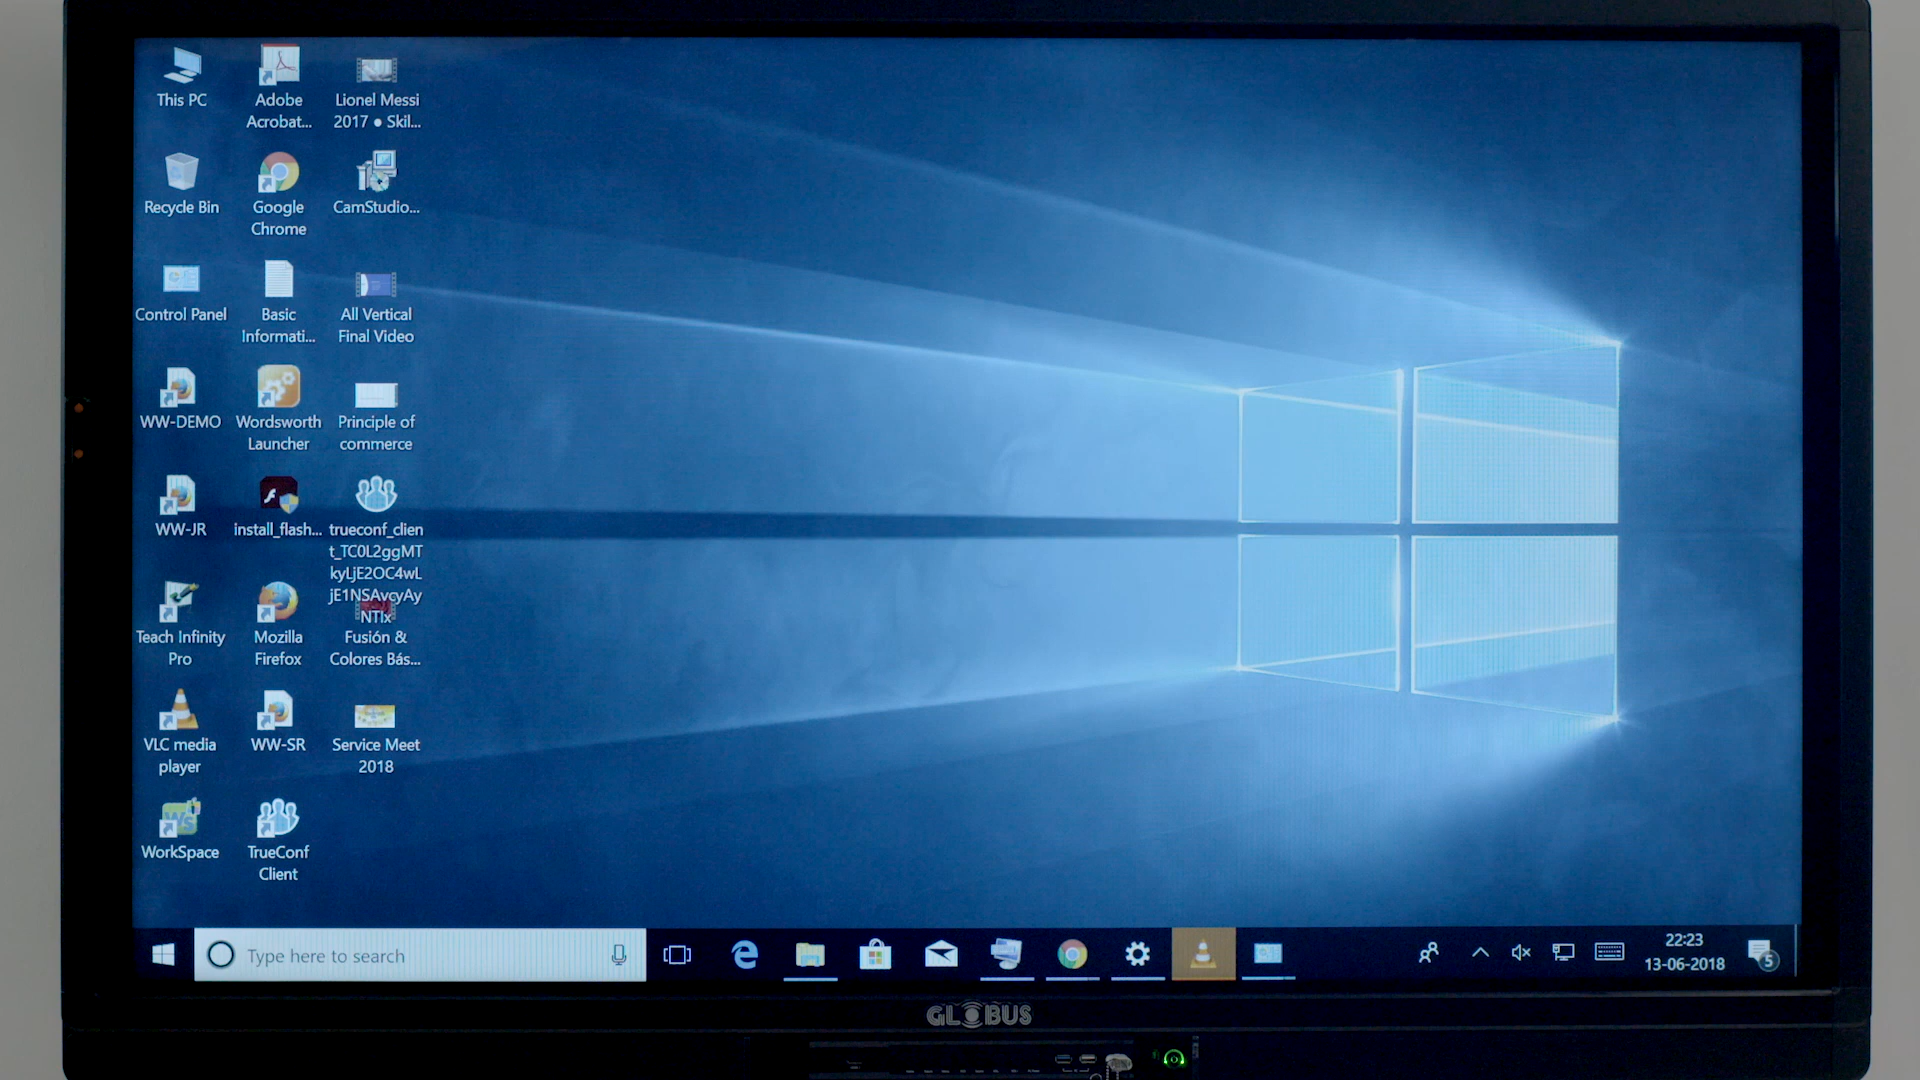 This PC
Adobe
Acrobat...
Lionel Messi
2017 ● Skil...
Recycle Bin
Google
Chrome
CamStudio...
Control Panel
Basic
Informati...
All Vertical
Final Video
WW-DEMO
Wordsworth
Launcher
Principle of
commerce
WW-JR
install_flash...
trueconf_clien
t_TC0L2ggMT
kyLjE2OC4wL
jE1NSAvcyAy
NTIx
Teach Infinity
Pro
Mozilla
Firefox
Fusión &
Colores Bás...
VLC media
player
WW-SR
Service Meet
2018
Ws
WorkSpace
TrueConf
Client
Type here to search
22:23
13-06-2018
5
GLOBUS